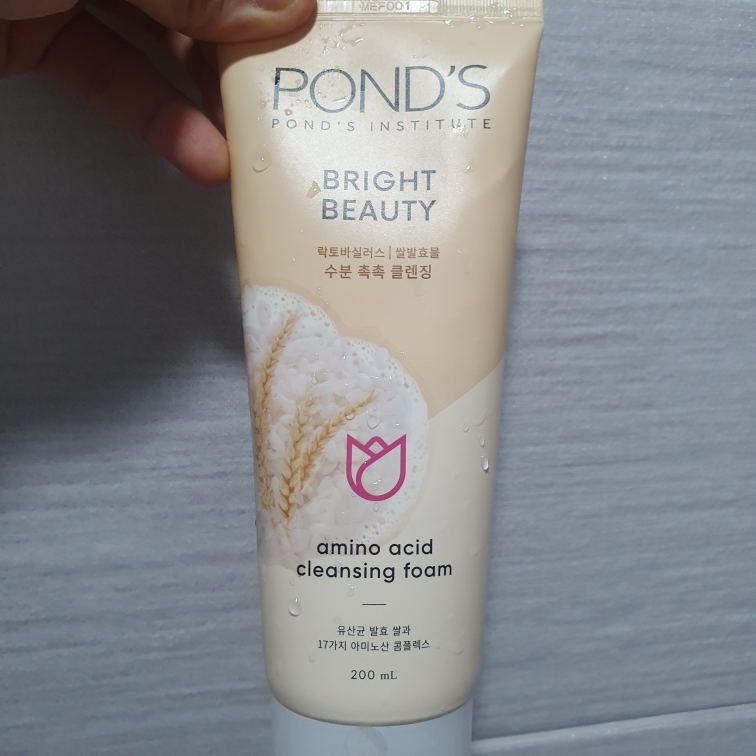 MEF001
POND'S
POND'S INSTITUTE
BRIGHT
BEAUTY
락토바실러스 | 쌀발효물
수분 촉촉 클렌징
amino acid
cleansing foam
유산균 발효 쌀과
17가지 아미노산 콤플렉스
200 mL